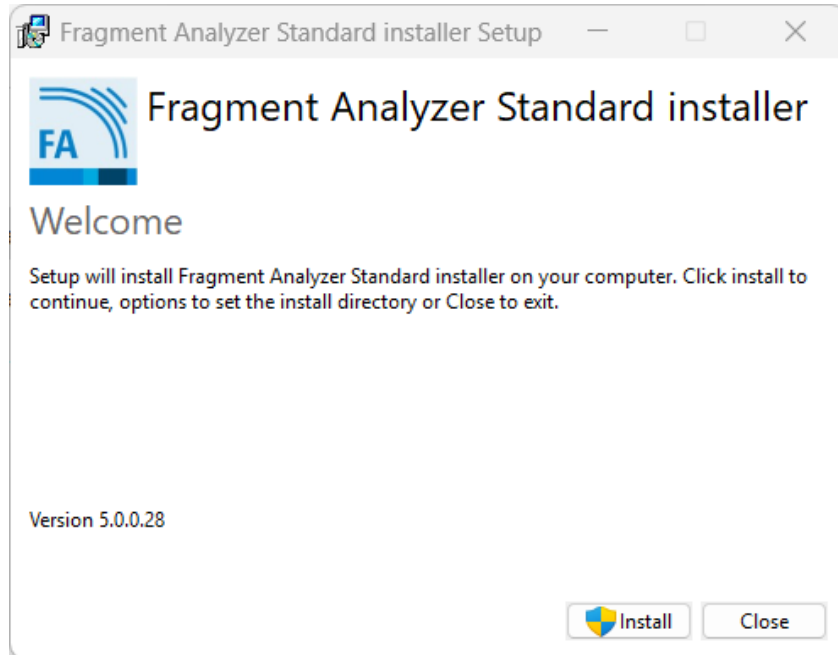 Fragment Analyzer Standard installer Setup
Fragment Analyzer Standard installer
FA
Welcome
Setup will install Fragment Analyzer Standard installer on your computer. Click install to
continue, options to set the install directory or Close to exit.
Version 5.0.0.28
Install
Close